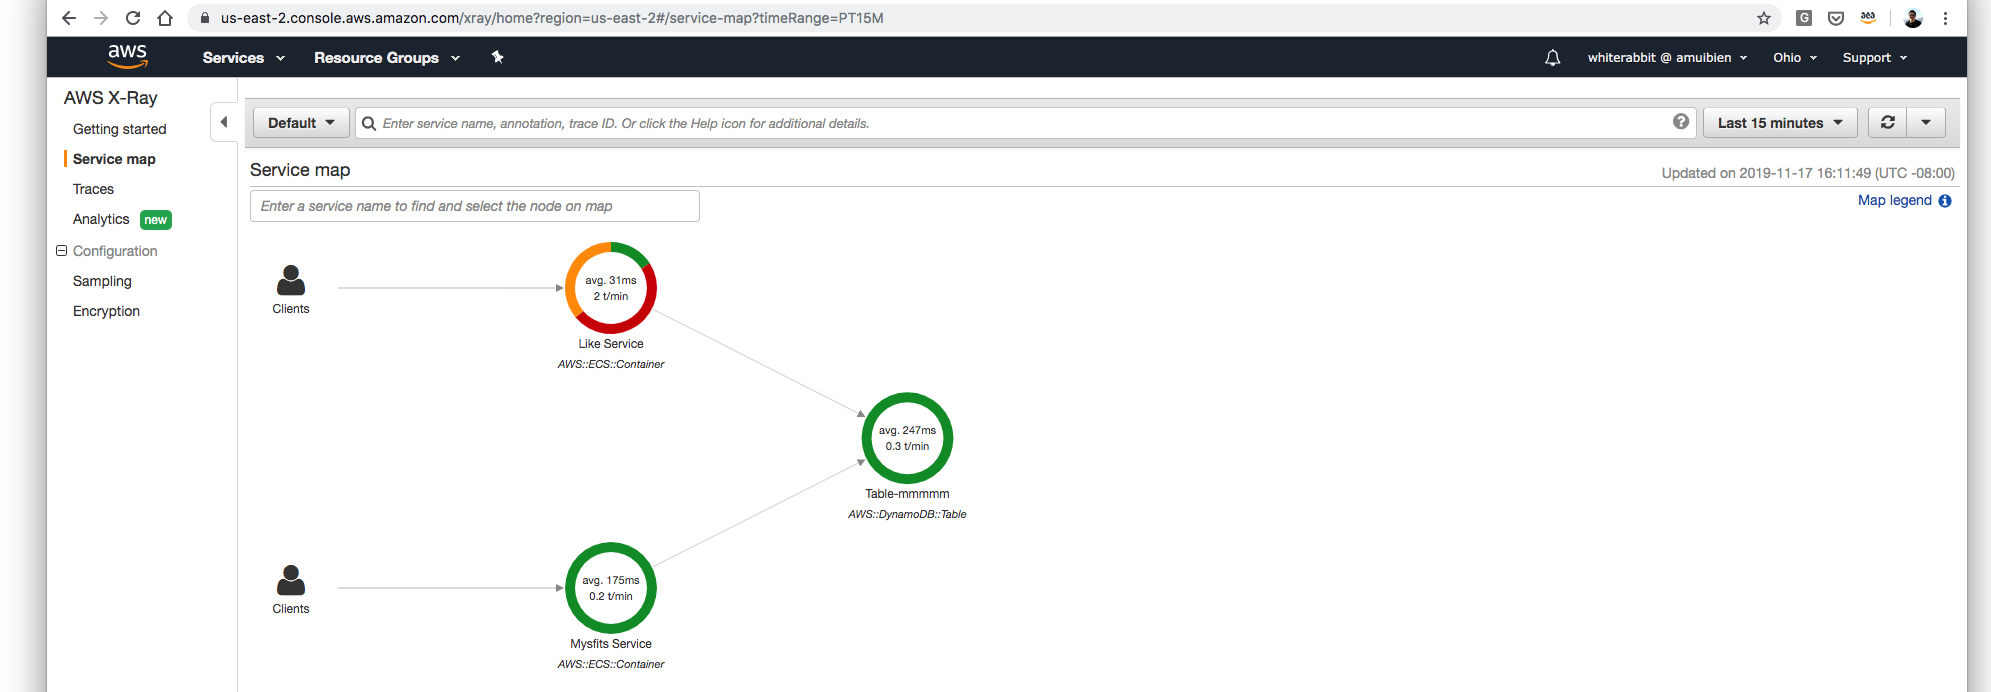 us-east-2.console.aws.amazon.com/xray/home?region=us-east-2#/service-map?timeRange=PT15M
aws Services Resource Groups whiterabbit @ amuibien Ohio Support
AWS X-Ray
Getting started
Service map
Traces
Analytics new
Configuration
Sampling
Encryption
Default Enter service name, annotation, trace ID. Or click the Help icon for additional details. Last 15 minutes
Service map
Updated on 2019-11-17 16:11:49 (UTC -08:00)
Enter a service name to find and select the node on map
Map legend
Clients
avg. 31ms
2 t/min
Like Service
AWS::ECS::Container
avg. 247ms
0.3 t/min
Table-mmmmm
AWS::DynamoDB::Table
Clients
avg. 175ms
0.2 t/min
Mysfits Service
AWS::ECS::Container